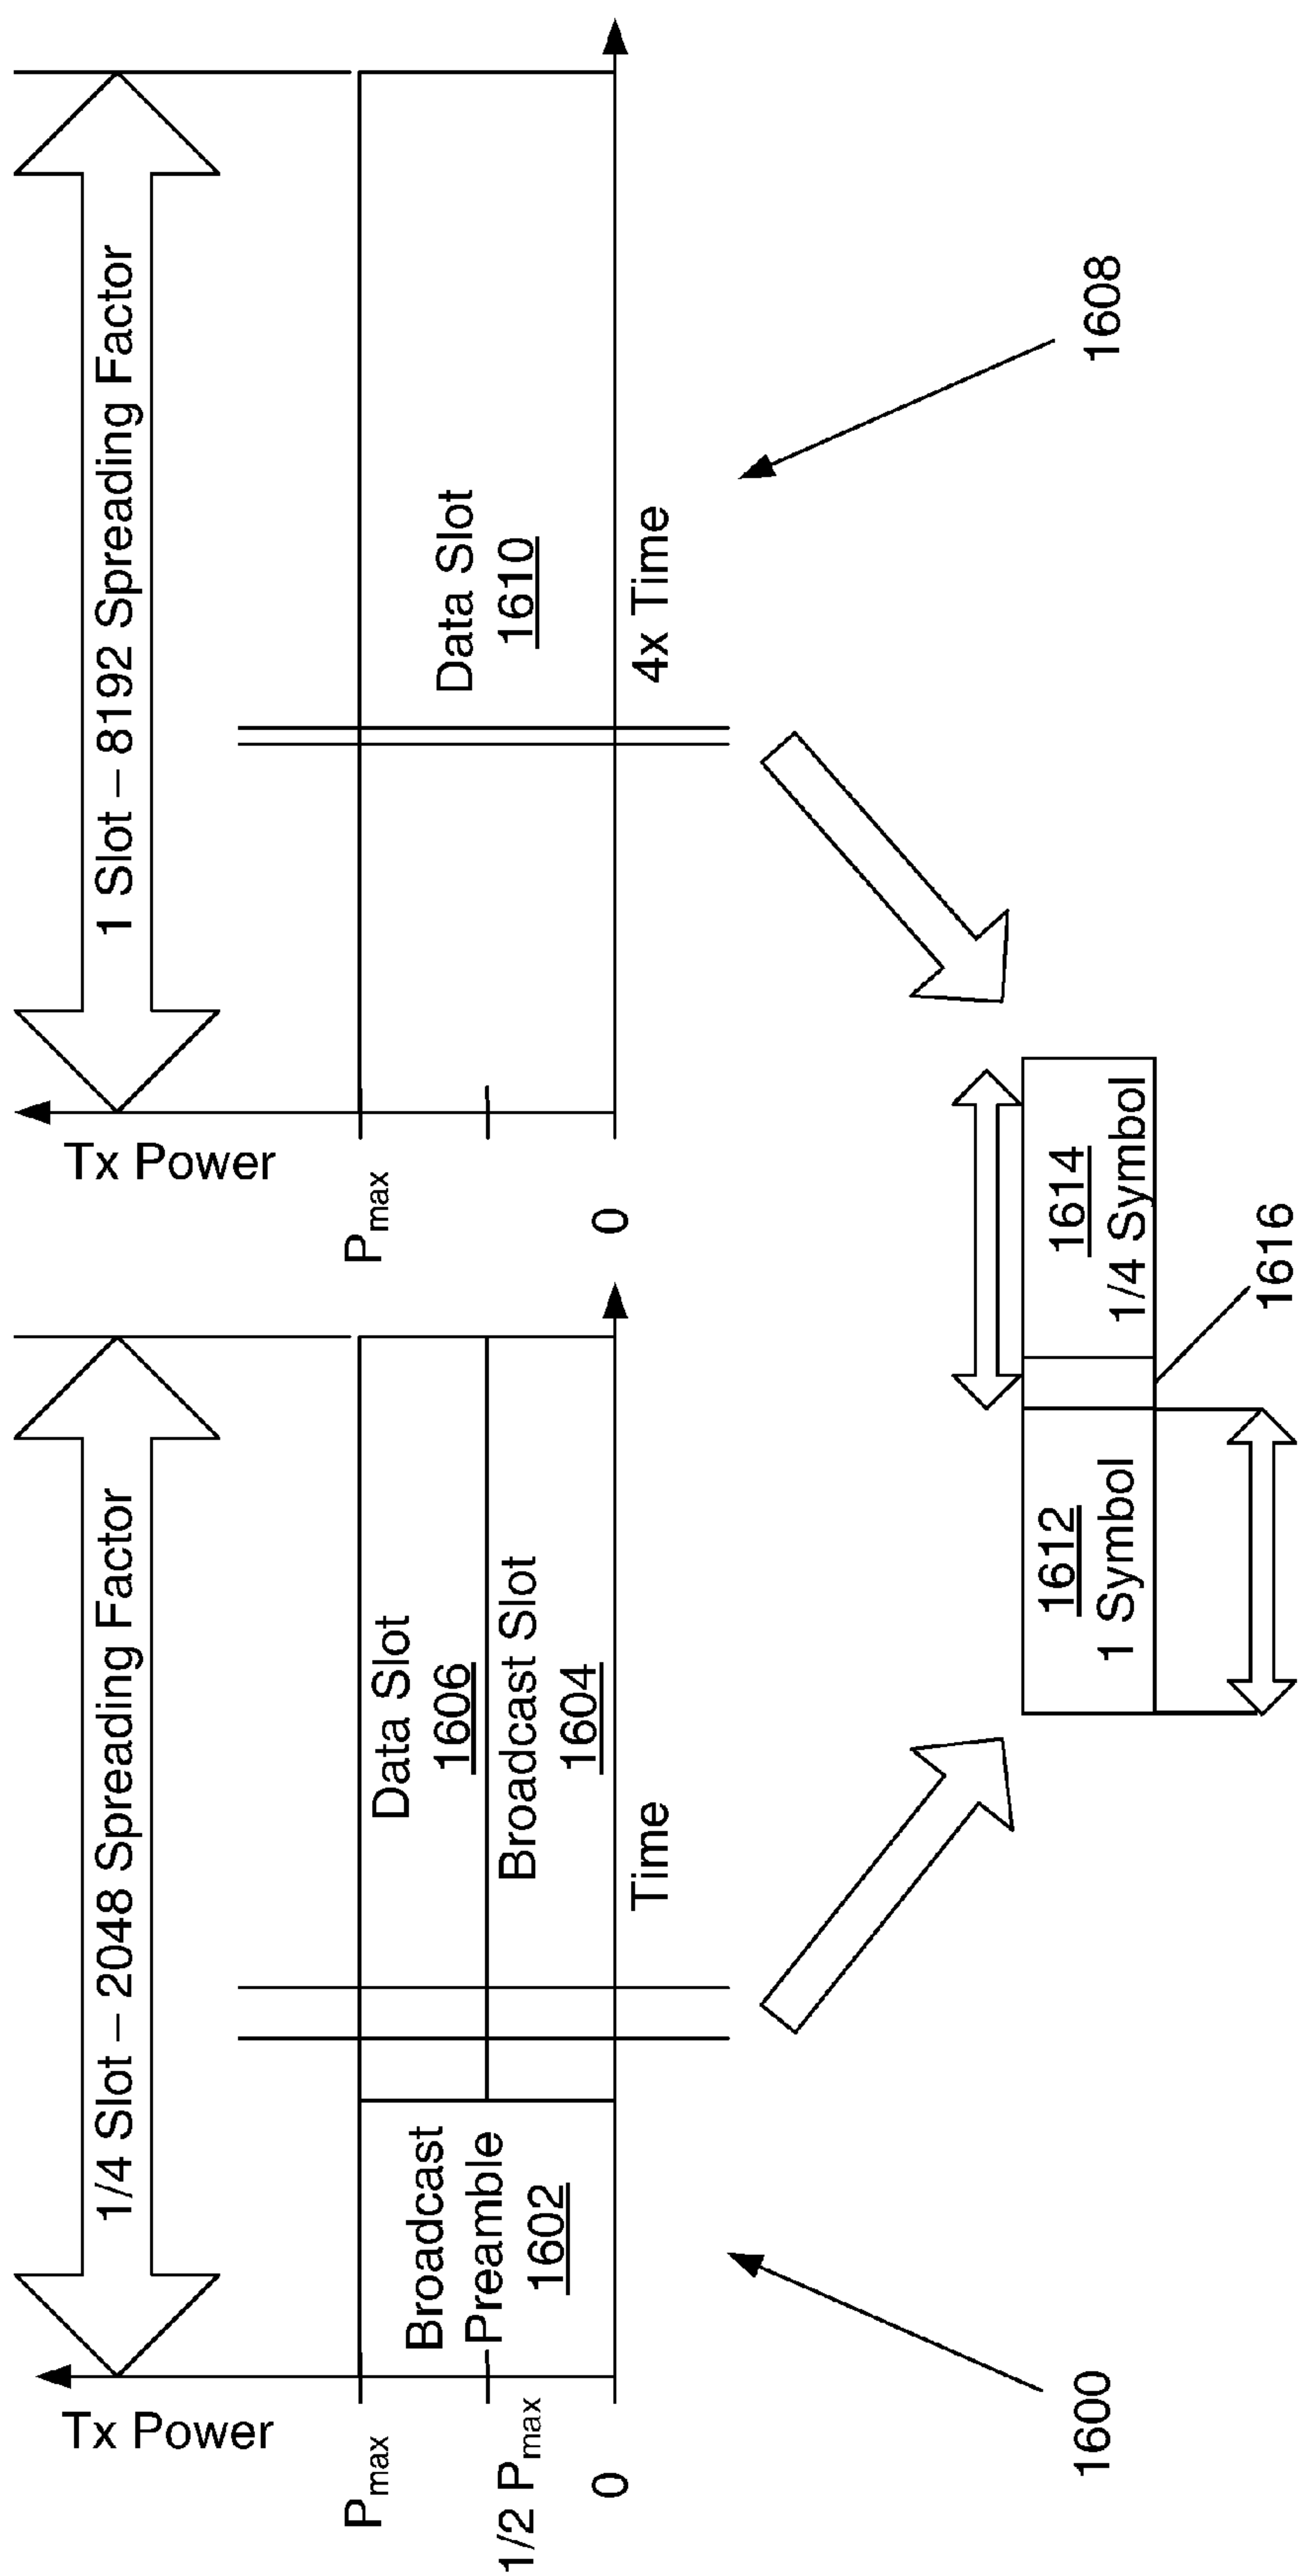 1/4 Slot – 2048 Spreading Factor
Tx Power
P_max
1/2 P_max
0
Broadcast
Preamble
1602
Data Slot
1606
Broadcast Slot
1604
Time
1600
1 Slot – 8192 Spreading Factor
Tx Power
P_max
0
Data Slot
1610
4x Time
1608
1612
1 Symbol
1614
1/4 Symbol
1616